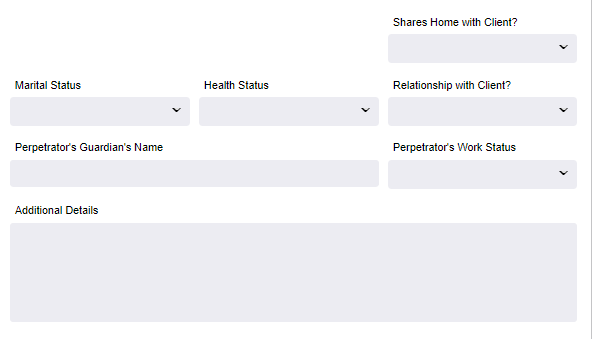 Shares Home with Client?
Marital Status
Health Status
Relationship with Client?
Perpetrator's Guardian's Name
Perpetrator's Work Status
Additional Details